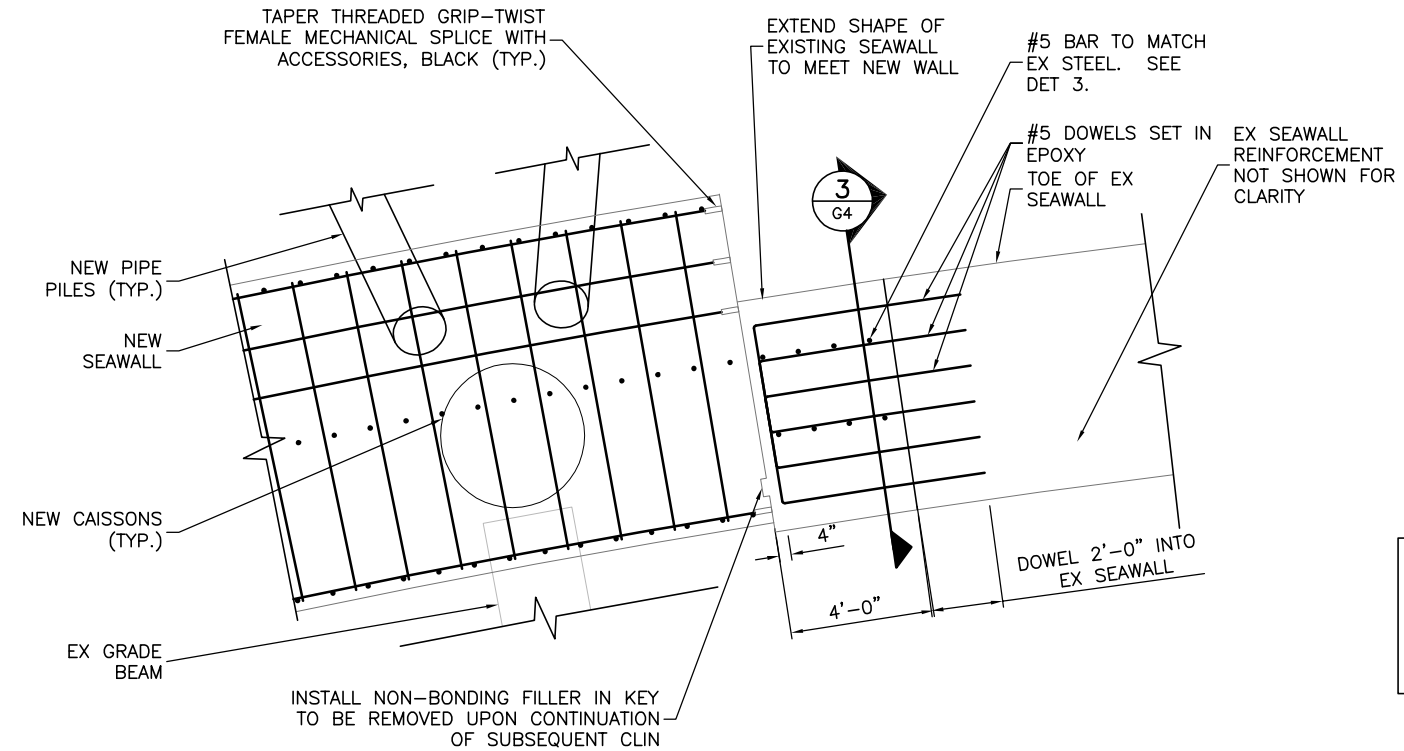 TAPER THREADED GRIP-TWIST
FEMALE MECHANICAL SPLICE WITH
ACCESSORIES, BLACK (TYP.)
EXTEND SHAPE OF
EXISTING SEAWALL
TO MEET NEW WALL
#5 BAR TO MATCH
EX STEEL. SEE
DET 3.
#5 DOWELS SET IN
EPOXY
TOE OF EX
SEAWALL
EX SEAWALL
REINFORCEMENT
NOT SHOWN FOR
CLARITY
3
G4
NEW PIPE
PILES (TYP.)
NEW
SEAWALL
NEW CAISSONS
(TYP.)
EX GRADE
BEAM
INSTALL NON-BONDING FILLER IN KEY
TO BE REMOVED UPON CONTINUATION
OF SUBSEQUENT CLIN
4"
4'-0"
DOWEL 2'-0" INTO
EX SEAWALL